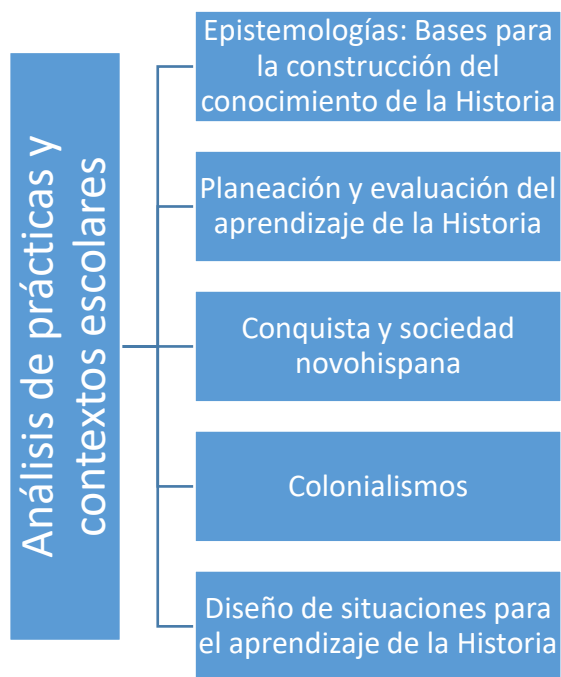 Análisis de prácticas y
contextos escolares
Epistemologías: Bases para
la construcción del
conocimiento de la Historia
Planeación y evaluación del
aprendizaje de la Historia
Conquista y sociedad
novohispana
Colonialismos
Diseño de situaciones para
el aprendizaje de la Historia